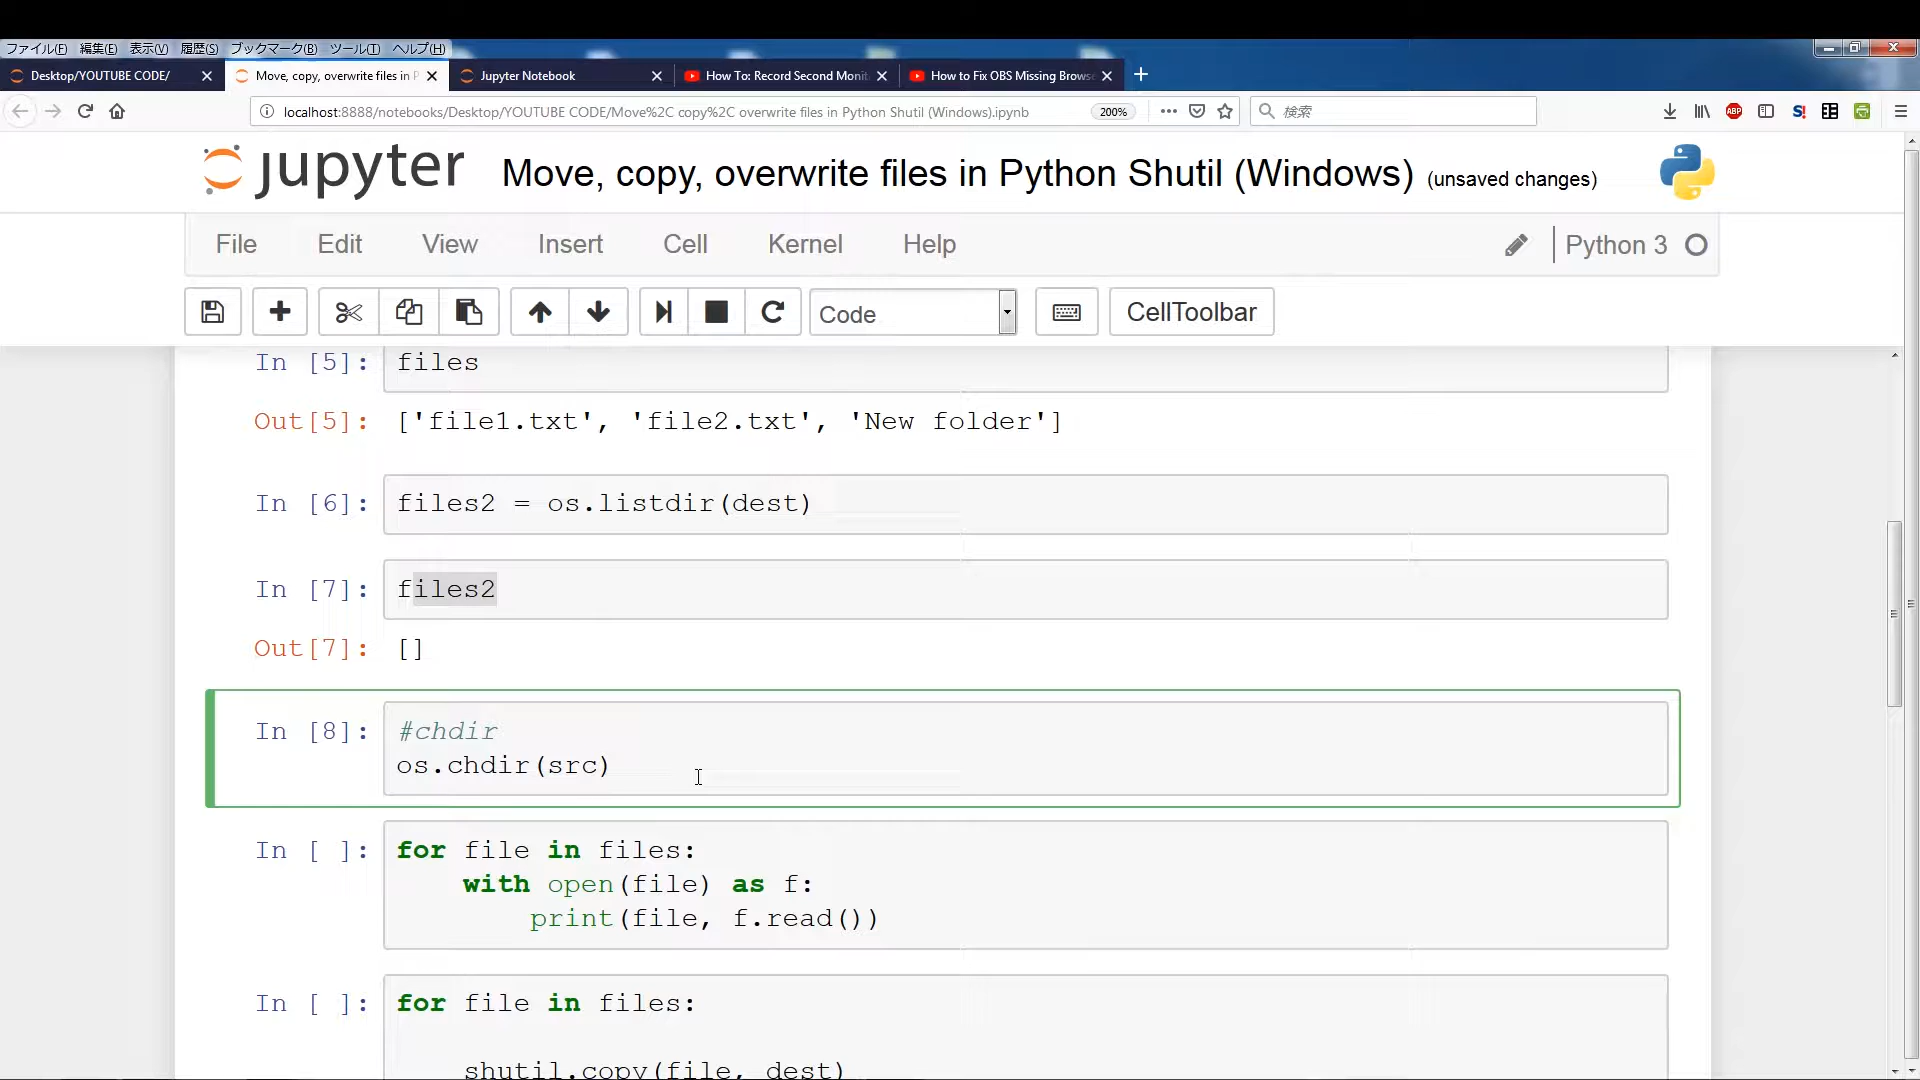 ファイル(F) 編集(E) 表示(V) 履歴(S) ブックマーク(B) ツール(T) ヘルプ(H)
Desktop/YOUTUBE CODE/ Move, copy, overwrite files in P Jupyter Notebook How To: Record Second Monit How to Fix OBS Missing Brows
localhost:8888/notebooks/Desktop/YOUTUBE CODE/Move%2C copy%2C overwrite files in Python Shutil (Windows).ipynb 200% 検索 ABP S!
jupyter Move, copy, overwrite files in Python Shutil (Windows) (unsaved changes)
File Edit View Insert Cell Kernel Help Python 3
Code CellToolbar
In [5]: files
Out[5]: ['file1.txt', 'file2.txt', 'New folder']
In [6]: files2 = os.listdir(dest)
In [7]: files2
Out[7]: []
In [8]: #chdir
os.chdir(src)
In [ ]: for file in files:
with open(file) as f:
print(file, f.read())
In [ ]: for file in files:
shutil.copy(file, dest)